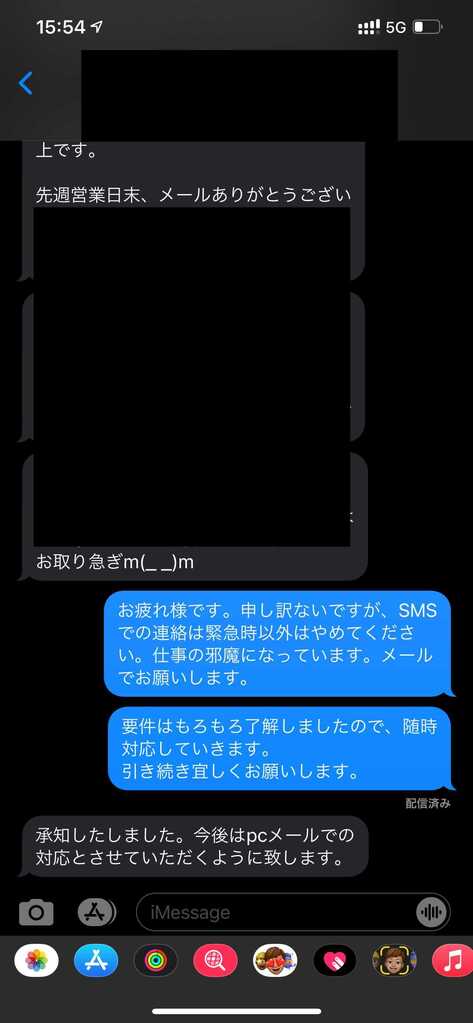 15:54
5G
上です。
先週営業日末、メールありがとうござい
お取り急ぎm(_ _)m
お疲れ様です。申し訳ないですが、SMS
での連絡は緊急時以外はやめてくださ
い。仕事の邪魔になっています。メール
でお願いします。
要件はもろもろ了解しましたので、随時
対応していきます。
引き続き宜しくお願いします。
配信済み
承知したしました。今後はpcメールでの
対応とさせていただくように致します。
iMessage